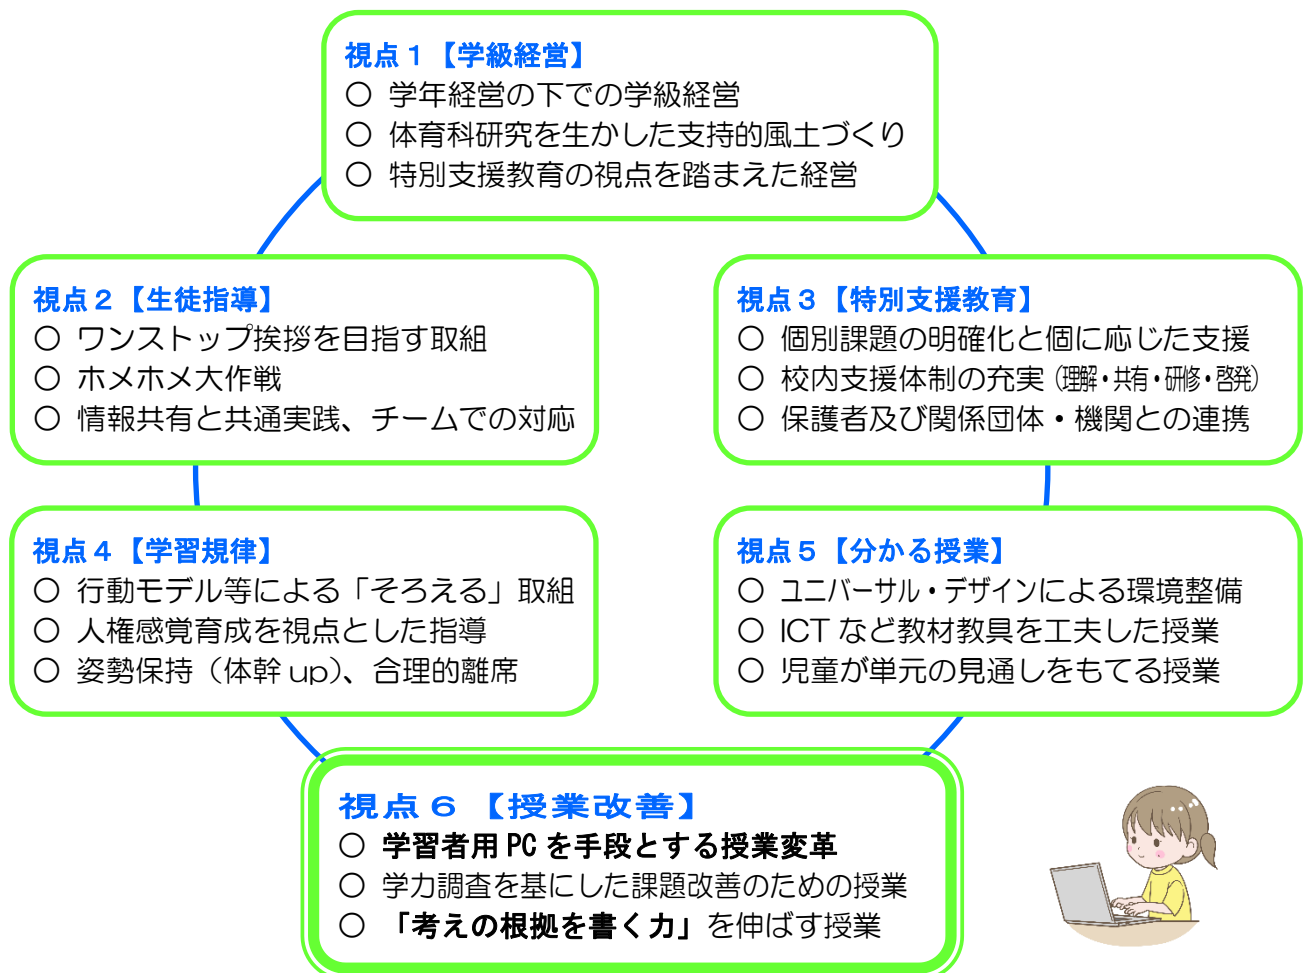 視点１【学級経営】
○ 学年経営の下での学級経営
○ 体育科研究を生かした支持的風土づくり
○ 特別支援教育の視点を踏まえた経営
視点２【生徒指導】
○ ワンストップ挨拶を目指す取組
○ ホメホメ大作戦
○ 情報共有と共通実践、チームでの対応
視点３【特別支援教育】
○ 個別課題の明確化と個に応じた支援
○ 校内支援体制の充実（理解・共有・研修・啓発）
○ 保護者及び関係団体・機関との連携
視点４【学習規律】
○ 行動モデル等による「そろえる」取組
○ 人権感覚育成を視点とした指導
○ 姿勢保持（体幹 up）、合理的離席
視点５【分かる授業】
○ ユニバーサル・デザインによる環境整備
○ ICT など教材教具を工夫した授業
○ 児童が単元の見通しをもてる授業
視点６【授業改善】
○ 学習者用 PC を手段とする授業変革
○ 学力調査を基にした課題改善のための授業
○ 「考えの根拠を書く力」を伸ばす授業